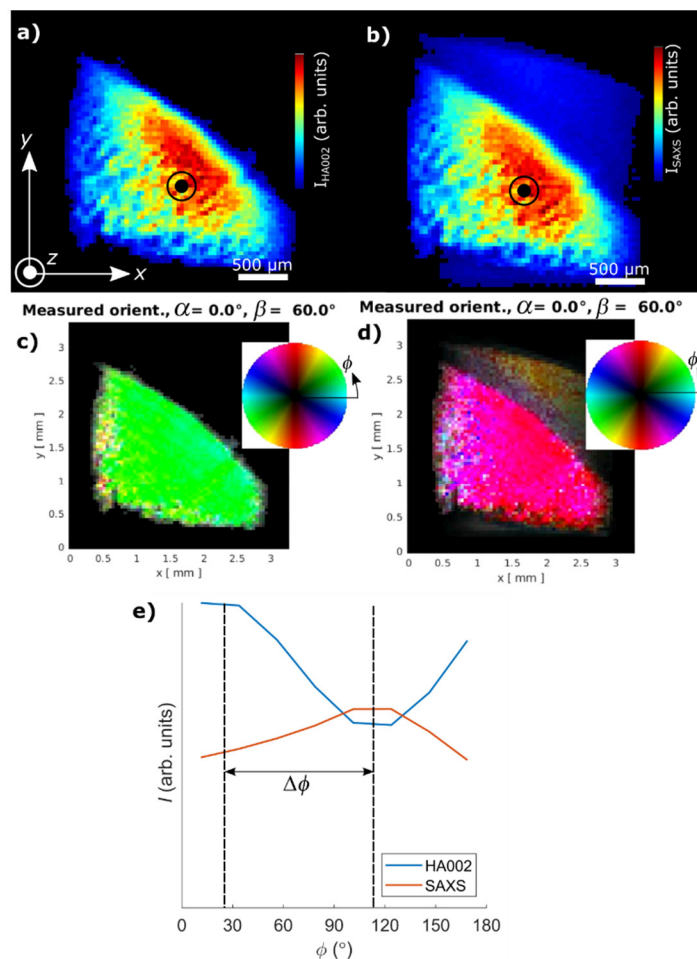 a)
b)
I_HA002 (arb. units)
I_SAXS (arb. units)
y
z
x
500 µm
500 µm
Measured orient., α= 0.0°, β = 60.0°
Measured orient., α= 0.0°, β = 60.0°
c)
d)
ϕ
ϕ
3
2.5
2
1.5
1
0.5
0
y [ mm ]
0.5 1 1.5 2 2.5 3
x [ mm ]
3
2.5
2
1.5
1
0.5
0
y [ mm ]
0.5 1 1.5 2 2.5 3
x [ mm ]
e)
I (arb. units)
Δϕ
HA002
SAXS
0 30 60 90 120 150 180
ϕ (°)